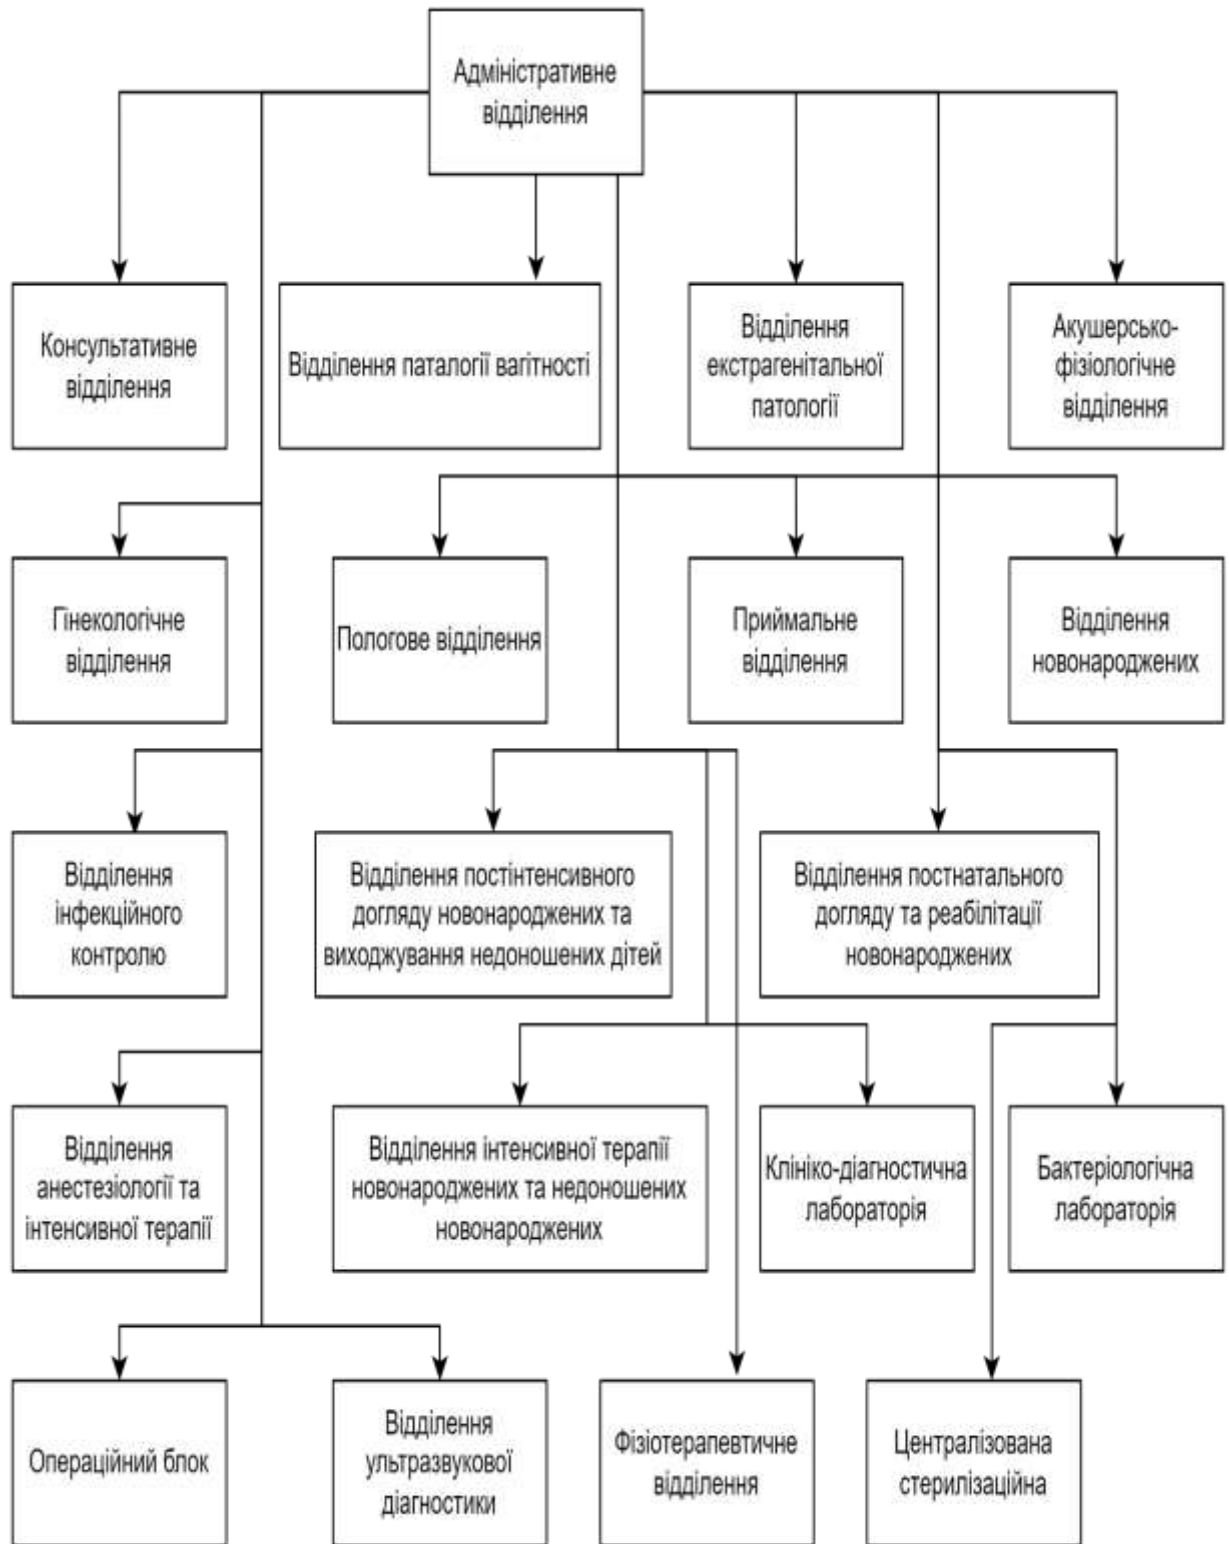 Адміністративне
відділення
Консультативне
відділення
Відділення паталогії вагітності
Відділення
екстрагенітальної
патології
Акушерсько-
фізіологічне
відділення
Гінекологічне
відділення
Пологове відділення
Приймальне
відділення
Відділення
новонароджених
Відділення
інфекційного
контролю
Відділення постінтенсивного
догляду новонароджених та
виходжування недоношених дітей
Відділення постнатального
догляду та реабілітації
новонароджених
Відділення
анестезіології та
інтенсивної терапії
Відділення інтенсивної терапії
новонароджених та недоношених
новонароджених
Клініко-діагностична
лабораторія
Бактеріологічна
лабораторія
Операційний блок
Відділення
ультразвукової
діагностики
Фізіотерапевтичне
відділення
Централізована
стерилізаційна